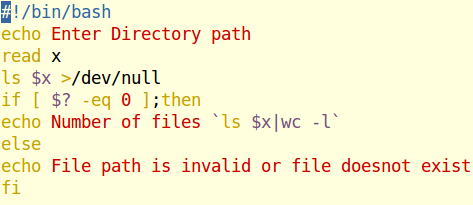 #!/bin/bash
echo Enter Directory path
read x
ls $x >/dev/null
if [ $? -eq 0 ];then
echo Number of files `ls $x|wc -l`
else
echo File path is invalid or file doesnot exist
fi